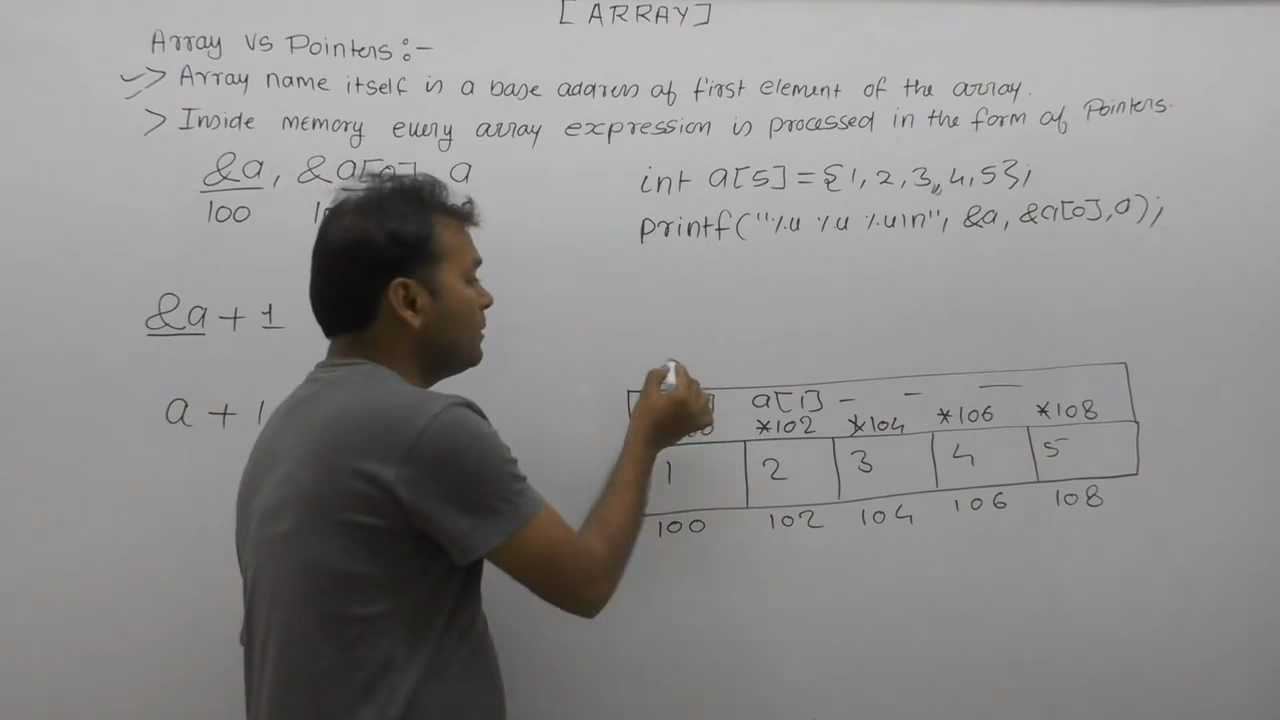 [ARRAY]
Array Vs Pointers:-
> Array name itself is a base address of first element of the array.
> Inside memory every array expression is processed in the form of Pointers.
&a, &a[0], a
100
int a[5]={1,2,3,4,5};
printf("%u %u %u\n", &a, &a[0], a);
&a + 1
a + 1
a[1] - - —
*102 *104 *106 *108
1 2 3 4 5
100 102 104 106 108